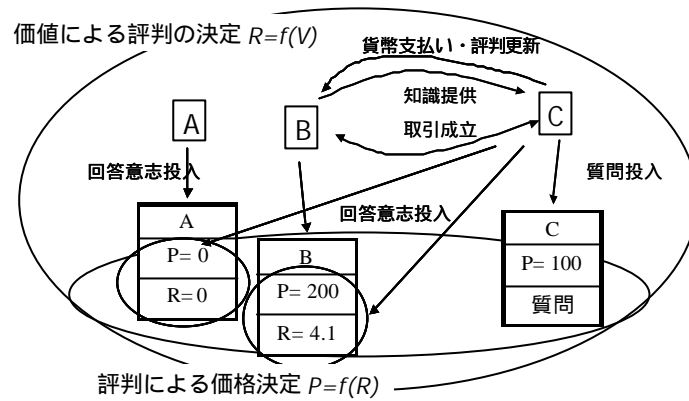 価値による評判の決定 R=f(V)
貨幣支払い・評判更新
知識提供
取引成立
A
B
C
回答意志投入
回答意志投入
質問投入
A
P= 0
R= 0
B
P= 200
R= 4.1
C
P= 100
質問
評判による価格決定 P=f(R)